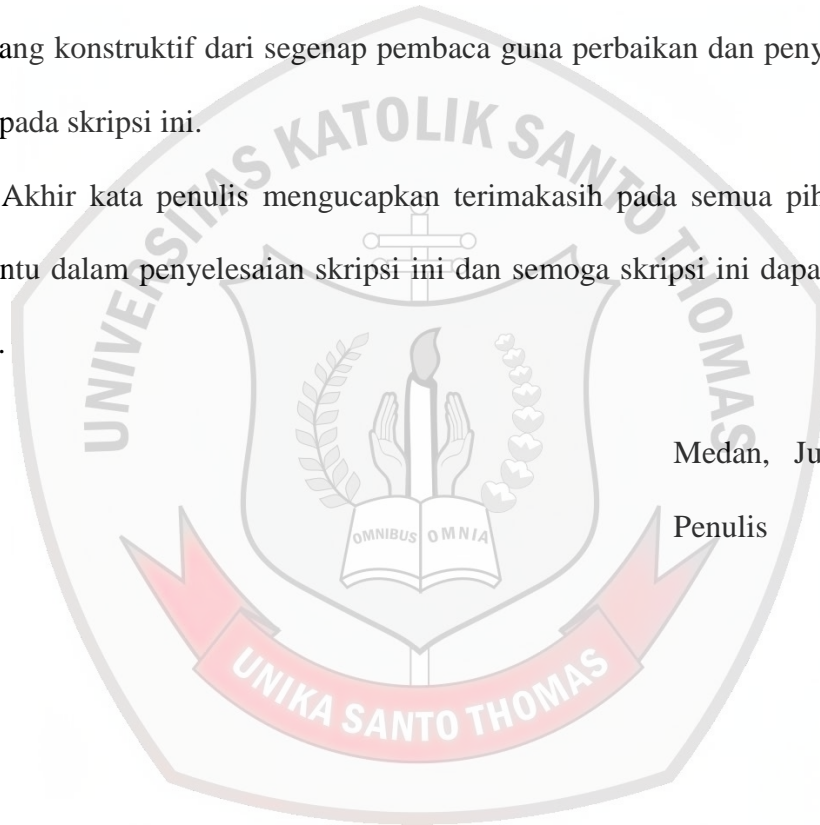 ang konstruktif dari segenap pembaca guna perbaikan dan peny
pada skripsi ini.
Akhir kata penulis mengucapkan terimakasih pada semua pih
ntu dalam penyelesaian skripsi ini dan semoga skripsi ini dapa
.
Medan, Ju
Penulis
UNIVERSITAS KATOLIK SANTO THOMAS
OMNIBUS OMNIA
UNIKA SANTO THOMAS